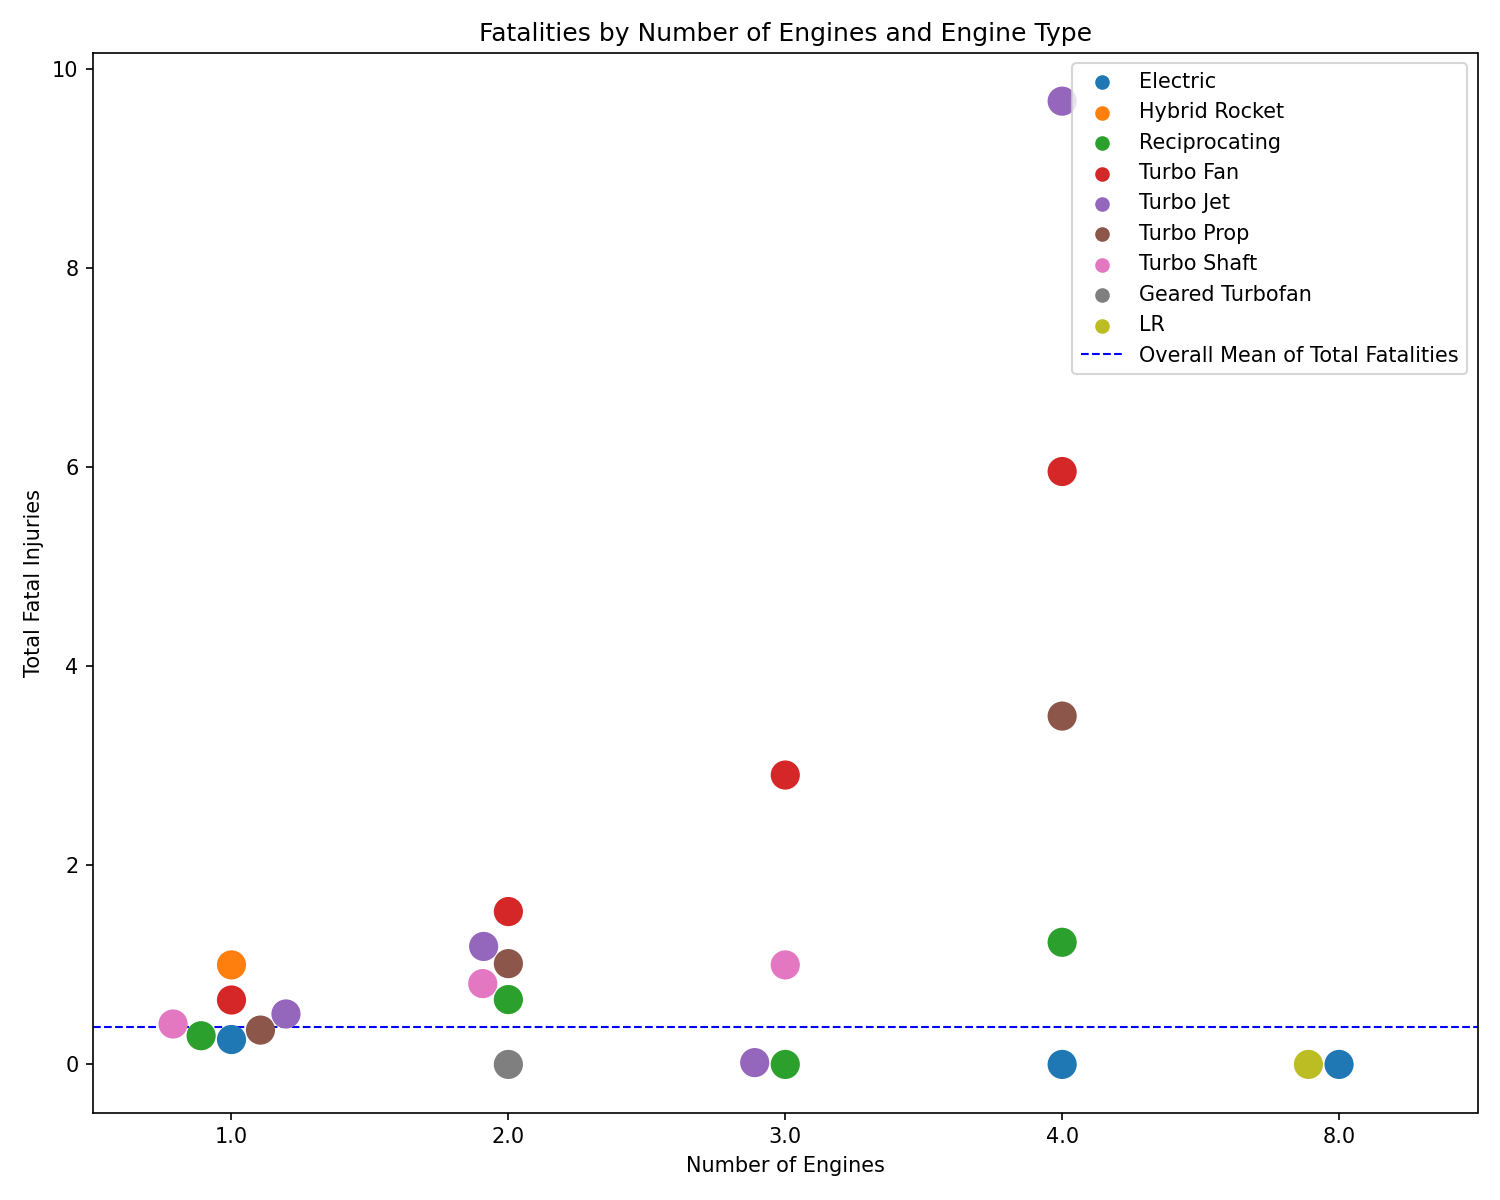 Fatalities by Number of Engines and Engine Type
10
8
6
4
2
0
Total Fatal Injuries
Electric
Hybrid Rocket
Reciprocating
Turbo Fan
Turbo Jet
Turbo Prop
Turbo Shaft
Geared Turbofan
LR
Overall Mean of Total Fatalities
1.0 2.0 3.0 4.0 8.0
Number of Engines